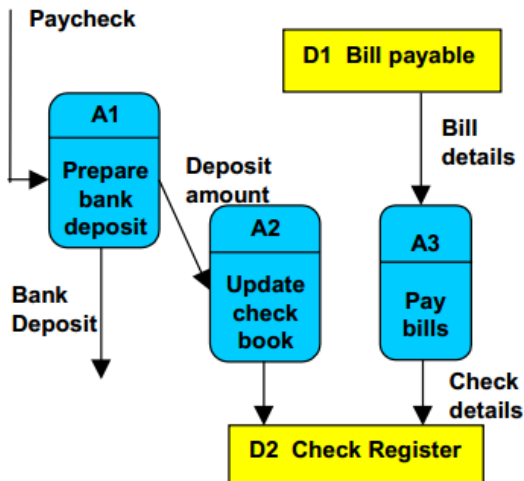 Paycheck
D1 Bill payable
A1
Prepare
bank
deposit
Deposit
amount
Bill
details
A2
Update
check
book
A3
Pay
bills
Bank
Deposit
Check
details
D2 Check Register